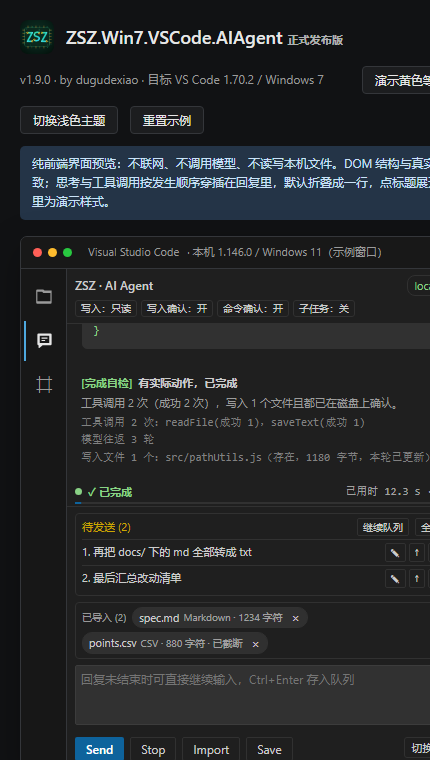 ZSZ
ZSZ.Win7.VSCode.AIAgent 正式发布版
v1.9.0 · by dugudexiao · 目标 VS Code 1.70.2 / Windows 7
演示黄色等
切换浅色主题
重置示例
纯前端界面预览：不联网、不调用模型、不读写本机文件。DOM 结构与真实
致；思考与工具调用按发生顺序穿插在回复里，默认折叠成一行，点标题展
里为演示样式。
Visual Studio Code · 本机 1.146.0 / Windows 11（示例窗口）
ZSZ · AI Agent
loca
写入：只读
写入确认：开
命令确认：开
子任务：关
}
[完成自检] 有实际动作，已完成
工具调用 2 次（成功 2 次），写入 1 个文件且都已在磁盘上确认。
工具调用 2 次：readFile(成功 1)，saveText(成功 1)
模型往返 3 轮
写入文件 1 个：src/pathUtils.js（存在，1180 字节，本轮已更新）
✓ 已完成
已用时 12.3 s ·
待发送 (2)
继续队列
全
1. 再把 docs/ 下的 md 全部转成 txt
↑
2. 最后汇总改动清单
↑
已导入 (2)
spec.md Markdown · 1234 字符 ×
points.csv CSV · 880 字符 · 已截断 ×
回复未结束时可直接继续输入，Ctrl+Enter 存入队列
Send
Stop
Import
Save
切换